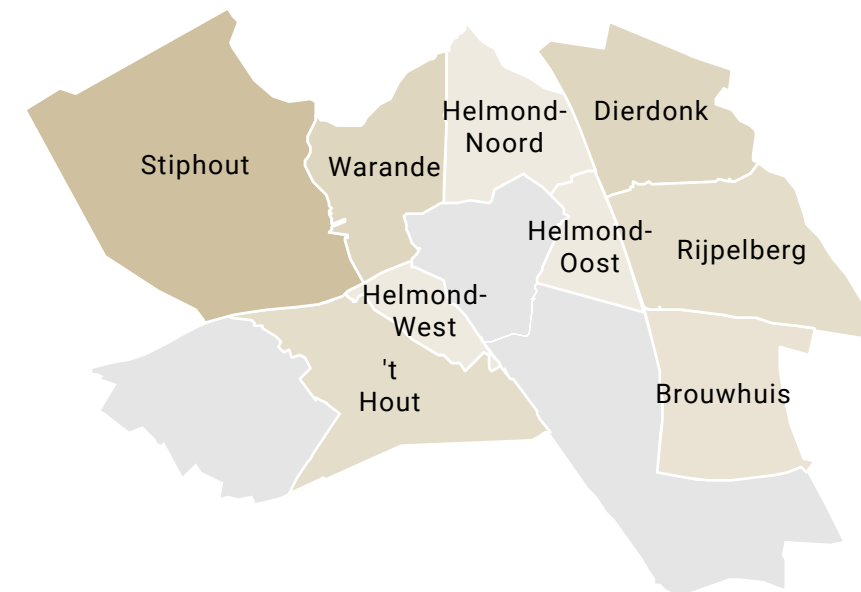 Helmond-
Noord
Dierdonk
Stiphout
Warande
Helmond-
Oost
Rijpelberg
Helmond-
West
't
Hout
Brouwhuis